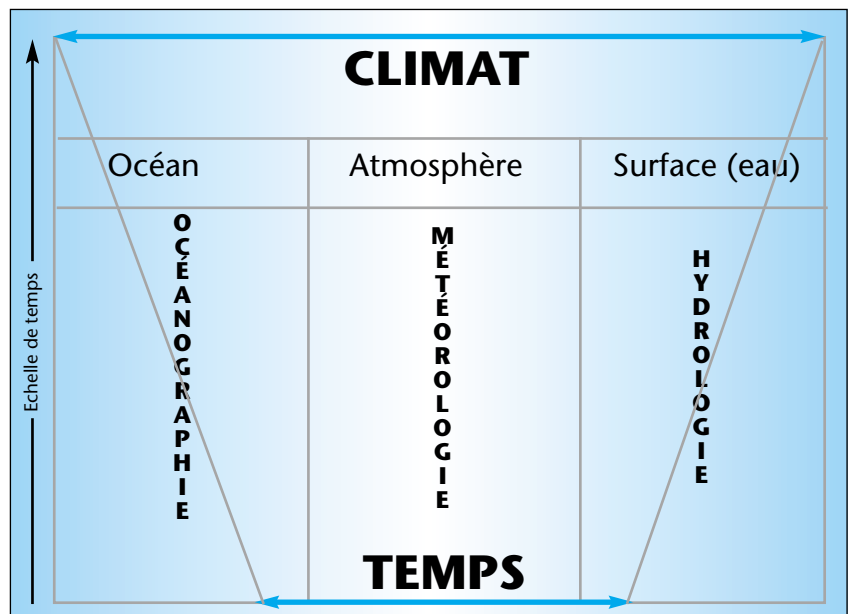 CLIMAT
Océan
Atmosphère
Surface (eau)
OCÉANOGRAPHIE
MÉTÉOROLOGIE
HYDROLOGIE
Echelle de temps
TEMPS